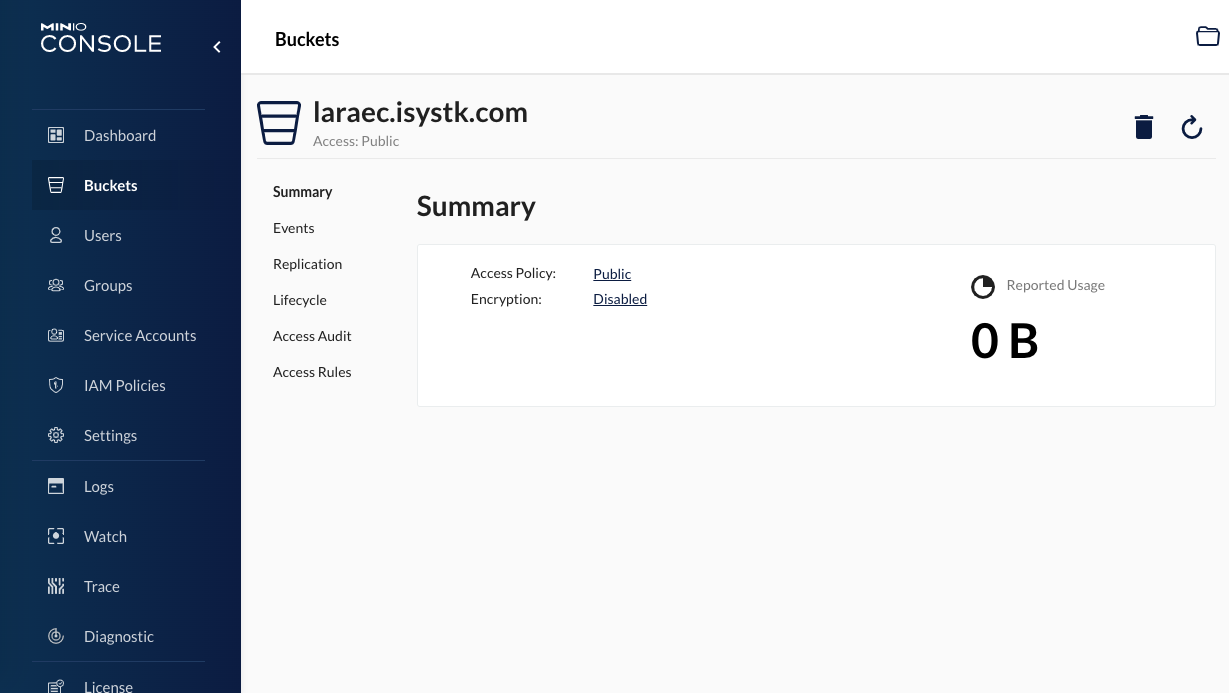 MINIO
CONSOLE
Dashboard
Buckets
Users
Groups
Service Accounts
IAM Policies
Settings
Logs
Watch
Trace
Diagnostic
License
Buckets
laraec.isystk.com
Access: Public
Summary
Events
Replication
Lifecycle
Access Audit
Access Rules
Summary
Access Policy: Public
Encryption: Disabled
Reported Usage
0 B